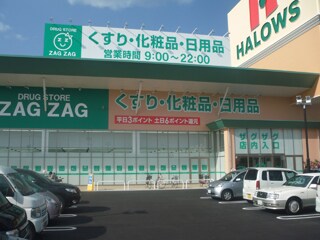 DRUG STORE
ZAG ZAG
くすり・化粧品・日用品
営業時間 9:00〜22:00
HALOWS
DRUG STORE
ZAG ZAG
くすり・化粧品・日用品
平日3ポイント 土日6ポイント還元
ザグザグ
店内入口